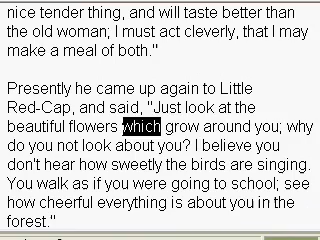 nice tender thing, and will taste better than
the old woman; I must act cleverly, that I may
make a meal of both."
Presently he came up again to Little
Red-Cap, and said, "Just look at the
beautiful flowers which grow around you; why
do you not look about you? I believe you
don't hear how sweetly the birds are singing.
You walk as if you were going to school; see
how cheerful everything is about you in the
forest."